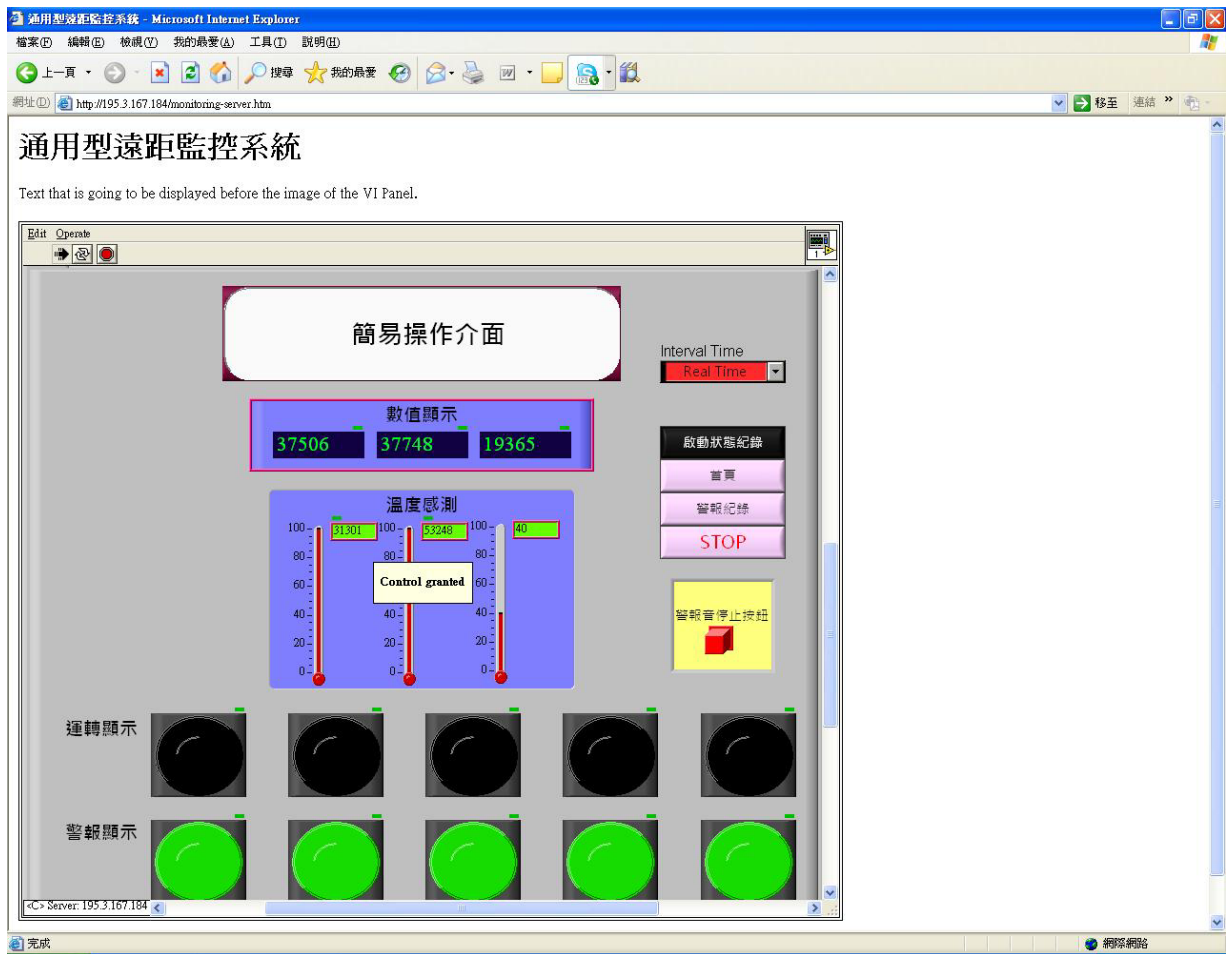 通用型遠距監控系統 - Microsoft Internet Explorer
檔案(F) 編輯(E) 檢視(V) 我的最愛(A) 工具(T) 說明(H)
上一頁 搜尋 我的最愛
網址(D) http://195.3.167.184/monitoring-server.htm 移至 連結 »
通用型遠距監控系統
Text that is going to be displayed before the image of the VI Panel.
Edit Operate
1
簡易操作介面
Interval Time
Real Time
數值顯示
37506 37748 19365
啟動狀態紀錄
首頁
警報紀錄
STOP
溫度感測
100 31301 100 53248 100 40
80 80 80
60 Control granted 60
40 40 40
20 20 20
0 0 0
警報音停止按鈕
運轉顯示
警報顯示
<C> Server: 195.3.167.184
完成 網際網路